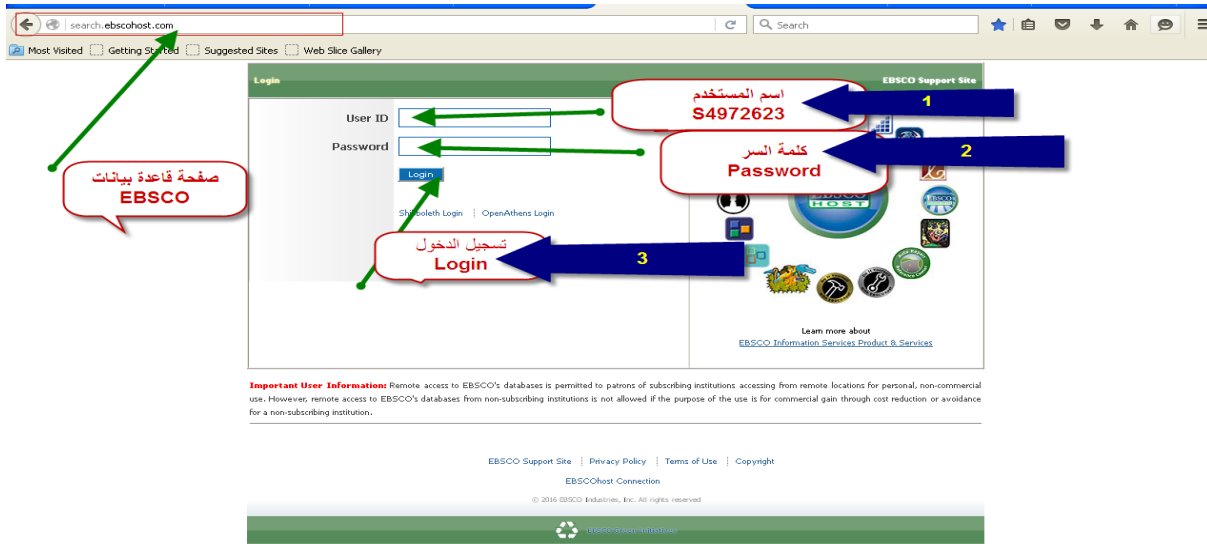 search.ebscohost.com
Search
Most Visited
Getting Started
Suggested Sites
Web Slice Gallery
Login
EBSCO Support Site
اسم المستخدم
S4972623
1
User ID
Password
كلمة السر
Password
2
صفحة قاعدة بيانات
EBSCO
Login
HOST
Shibboleth Login
OpenAthens Login
تسجيل الدخول
Login
3
Learn more about
EBSCO Information Services Product & Services
Important User Information: Remote access to EBSCO's databases is permitted to patrons of subscribing institutions accessing from remote locations for personal, non-commercial
use. However, remote access to EBSCO's databases from non-subscribing institutions is not allowed if the purpose of the use is for commercial gain through cost reduction or avoidance
for a non-subscribing institution.
EBSCO Support Site
Privacy Policy
Terms of Use
Copyright
EBSCOhost Connection
© 2016 EBSCO Industries, Inc. All rights reserved